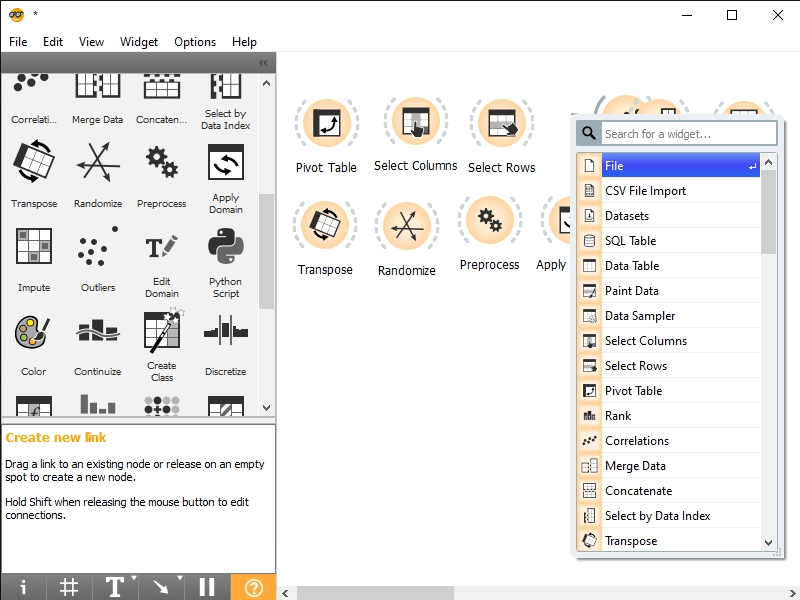 *
File Edit View Widget Options Help
Correlati... Merge Data Concaten... Select by Data Index
Transpose Randomize Preprocess Apply Domain
Impute Outliers Edit Domain Python Script
Color Continuize Create Class Discretize
Create new link
Drag a link to an existing node or release on an empty
spot to create a new node.
Hold Shift when releasing the mouse button to edit
connections.
Pivot Table Select Columns Select Rows
Transpose Randomize Preprocess Apply
Search for a widget...
File
CSV File Import
Datasets
SQL Table
Data Table
Paint Data
Data Sampler
Select Columns
Select Rows
Pivot Table
Rank
Correlations
Merge Data
Concatenate
Select by Data Index
Transpose